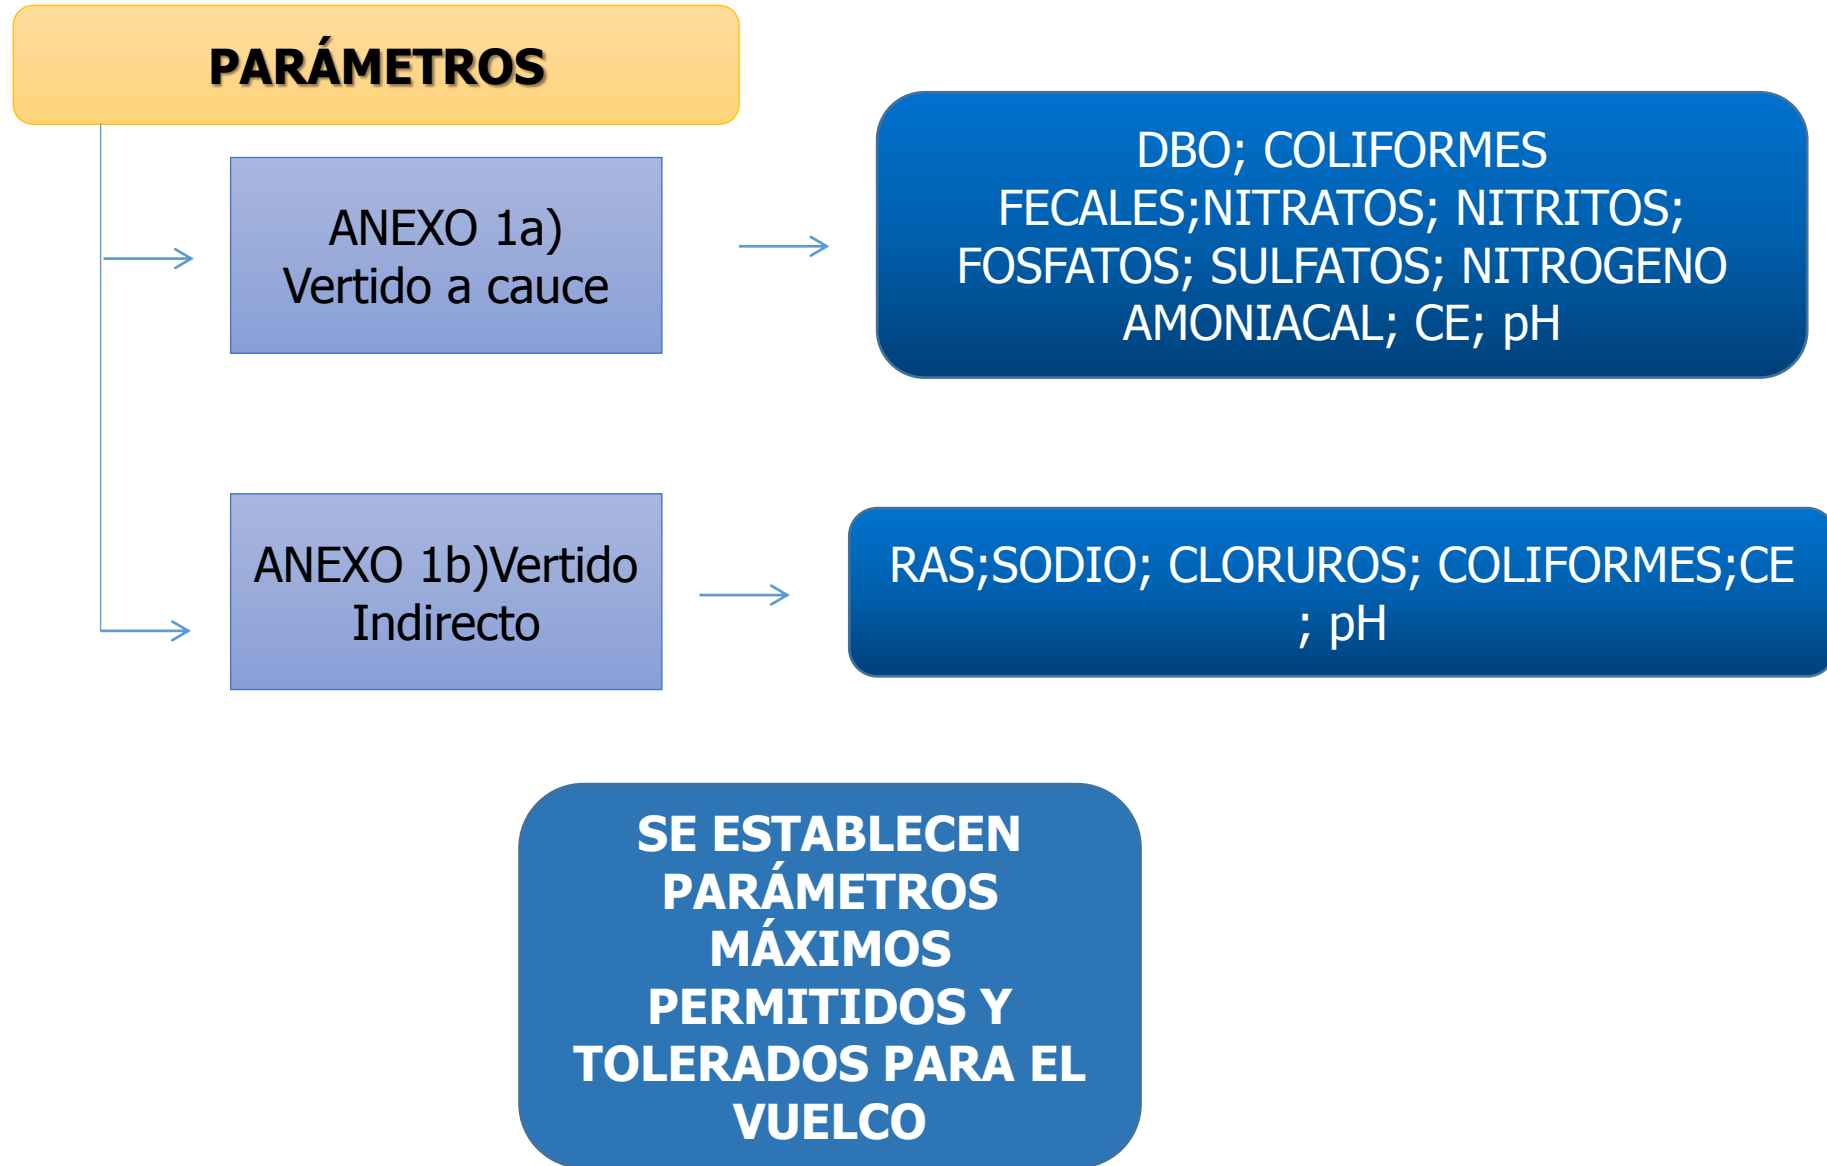 PARÁMETROS
ANEXO 1a)
Vertido a cauce
DBO; COLIFORMES
FECALES;NITRATOS; NITRITOS;
FOSFATOS; SULFATOS; NITROGENO
AMONIACAL; CE; pH
ANEXO 1b)Vertido
Indirecto
RAS;SODIO; CLORUROS; COLIFORMES;CE
; pH
SE ESTABLECEN
PARÁMETROS
MÁXIMOS
PERMITIDOS Y
TOLERADOS PARA EL
VUELCO